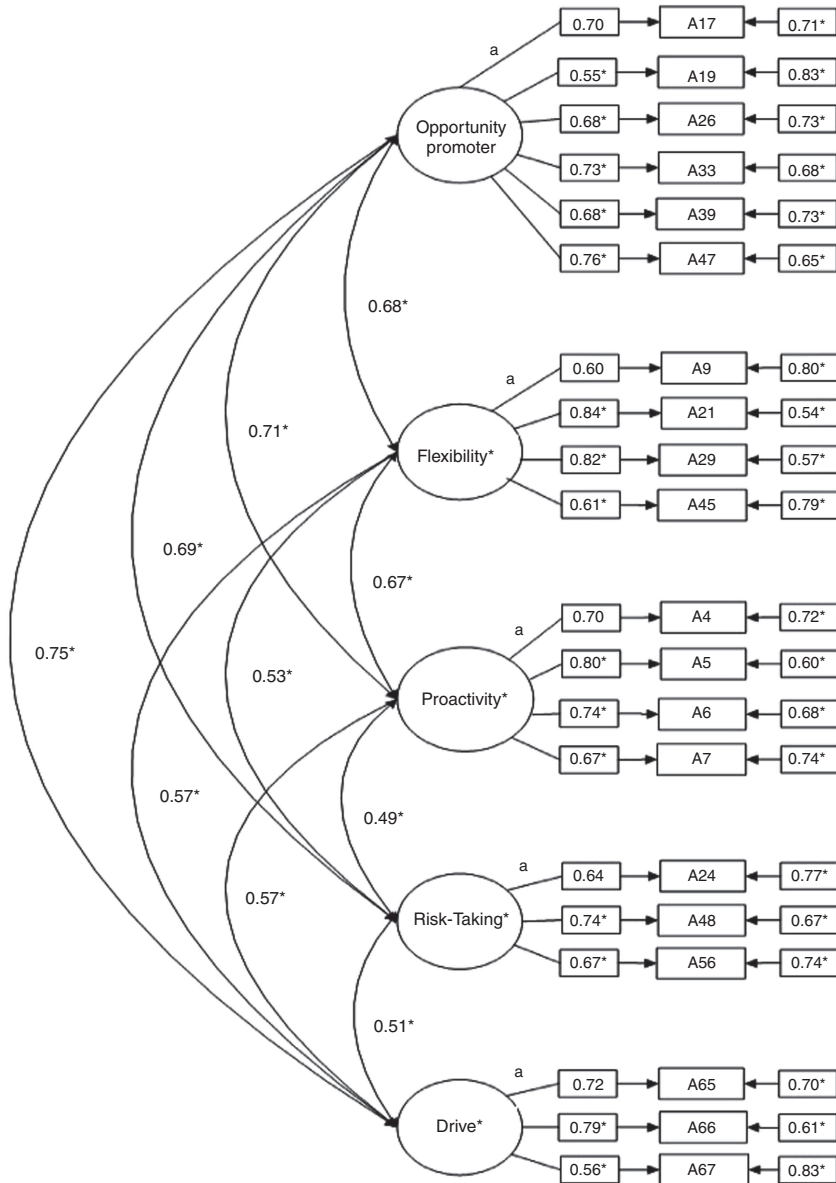 0.70 A17 0.71*
a
0.55* A19 0.83*
Opportunity
promoter
0.68* A26 0.73*
0.73* A33 0.68*
0.68* A39 0.73*
0.76* A47 0.65*
0.68*
0.60 A9 0.80*
a
0.84* A21 0.54*
0.71*
Flexibility*
0.82* A29 0.57*
0.61* A45 0.79*
0.69*
0.67*
0.70 A4 0.72*
a
0.75*
0.80* A5 0.60*
0.53*
Proactivity*
0.74* A6 0.68*
0.67* A7 0.74*
0.57*
0.49*
0.64 A24 0.77*
a
0.57*
Risk-Taking*
0.74* A48 0.67*
0.67* A56 0.74*
0.51*
a
0.72 A65 0.70*
Drive*
0.79* A66 0.61*
0.56* A67 0.83*